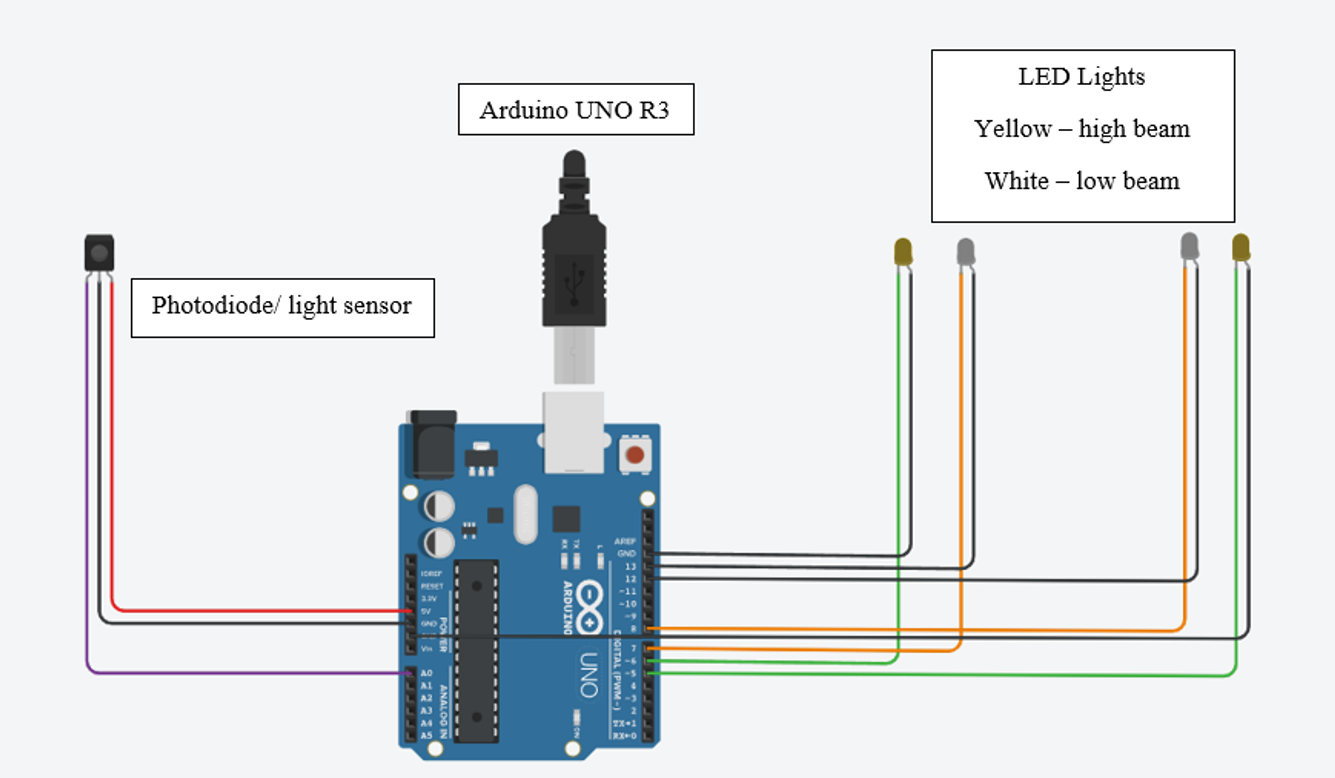 LED Lights
Yellow – high beam
White – low beam
Arduino UNO R3
Photodiode/ light sensor
AREF
GND
13
12
~11
~10
~9
8
7
~6
~5
4
~3
2
TX→1
RX←0
IOREF
RESET
3.3V
5V
GND
Vin
A0
A1
A2
A3
A4
A5
POWER
ANALOG IN
RX
TX
L
ARDUINO
UNO
DIGITAL (PWM~)
ON